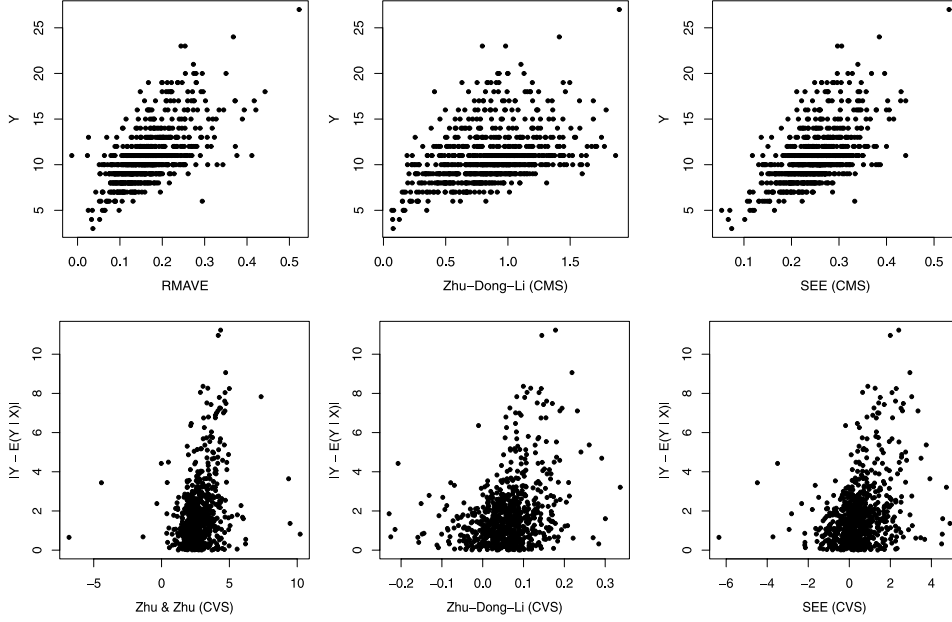 25
20
15
10
5
Y
0.0 0.1 0.2 0.3 0.4 0.5
RMAVE
25
20
15
10
5
Y
0.0 0.5 1.0 1.5
Zhu−Dong−Li (CMS)
25
20
15
10
5
Y
0.1 0.2 0.3 0.4 0.5
SEE (CMS)
10
8
6
4
2
0
|Y − E(Y | X)|
−5 0 5 10
Zhu & Zhu (CVS)
10
8
6
4
2
0
|Y − E(Y | X)|
−0.2 −0.1 0.0 0.1 0.2 0.3
Zhu−Dong−Li (CVS)
10
8
6
4
2
0
|Y − E(Y | X)|
−6 −4 −2 0 2 4
SEE (CVS)